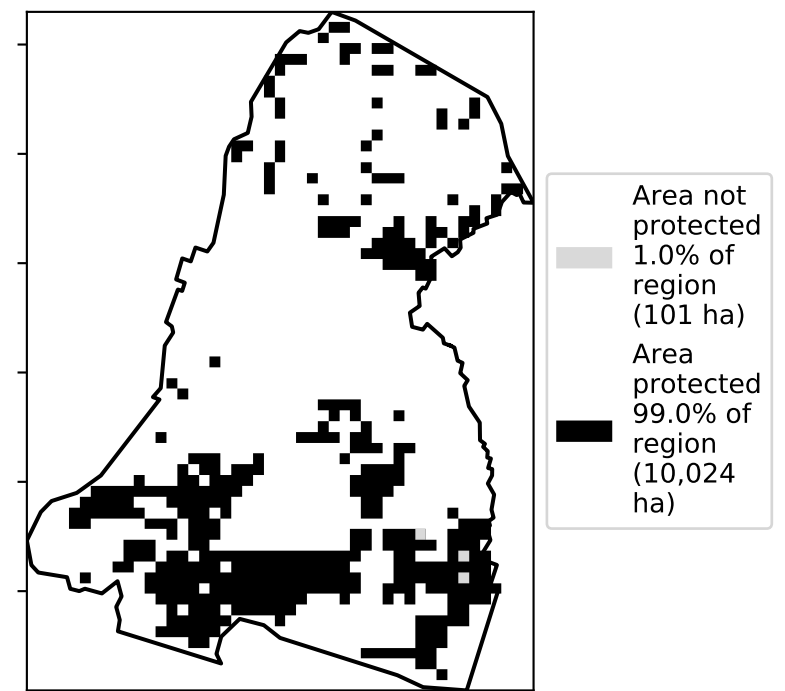 Area not
protected
1.0% of
region
(101 ha)
Area
protected
99.0% of
region
(10,024
ha)